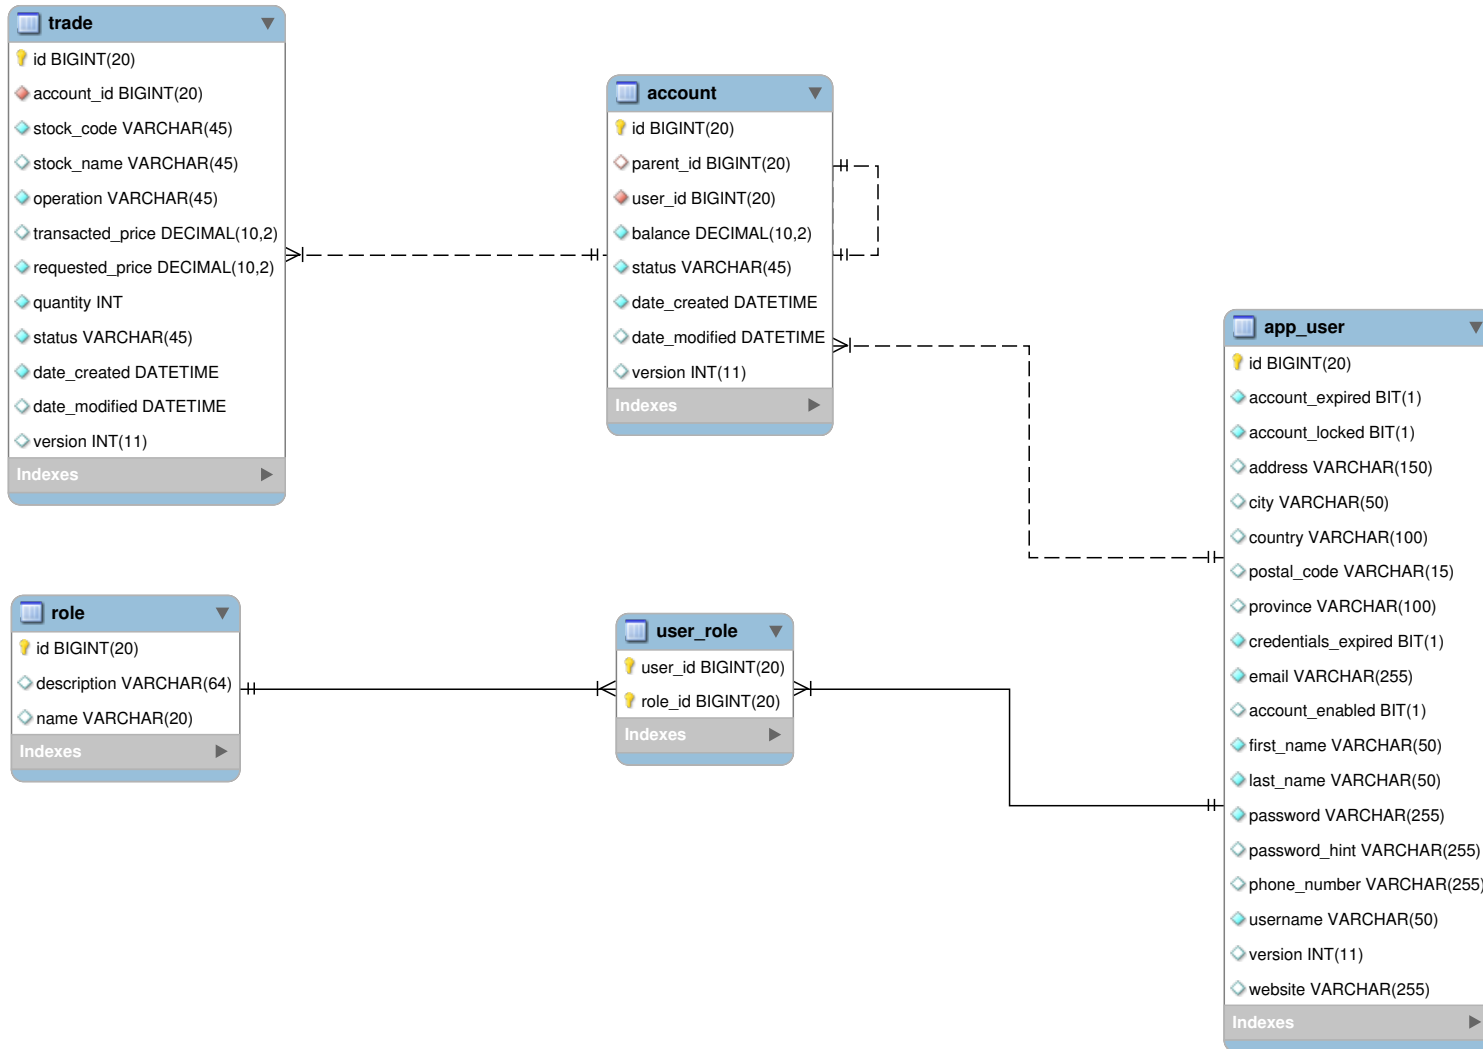 trade
id BIGINT(20)
account_id BIGINT(20)
stock_code VARCHAR(45)
stock_name VARCHAR(45)
operation VARCHAR(45)
transacted_price DECIMAL(10,2)
requested_price DECIMAL(10,2)
quantity INT
status VARCHAR(45)
date_created DATETIME
date_modified DATETIME
version INT(11)
Indexes
account
id BIGINT(20)
parent_id BIGINT(20)
user_id BIGINT(20)
balance DECIMAL(10,2)
status VARCHAR(45)
date_created DATETIME
date_modified DATETIME
version INT(11)
Indexes
app_user
id BIGINT(20)
account_expired BIT(1)
account_locked BIT(1)
address VARCHAR(150)
city VARCHAR(50)
country VARCHAR(100)
postal_code VARCHAR(15)
province VARCHAR(100)
credentials_expired BIT(1)
email VARCHAR(255)
account_enabled BIT(1)
first_name VARCHAR(50)
last_name VARCHAR(50)
password VARCHAR(255)
password_hint VARCHAR(255)
phone_number VARCHAR(255)
username VARCHAR(50)
version INT(11)
website VARCHAR(255)
Indexes
role
id BIGINT(20)
description VARCHAR(64)
name VARCHAR(20)
Indexes
user_role
user_id BIGINT(20)
role_id BIGINT(20)
Indexes